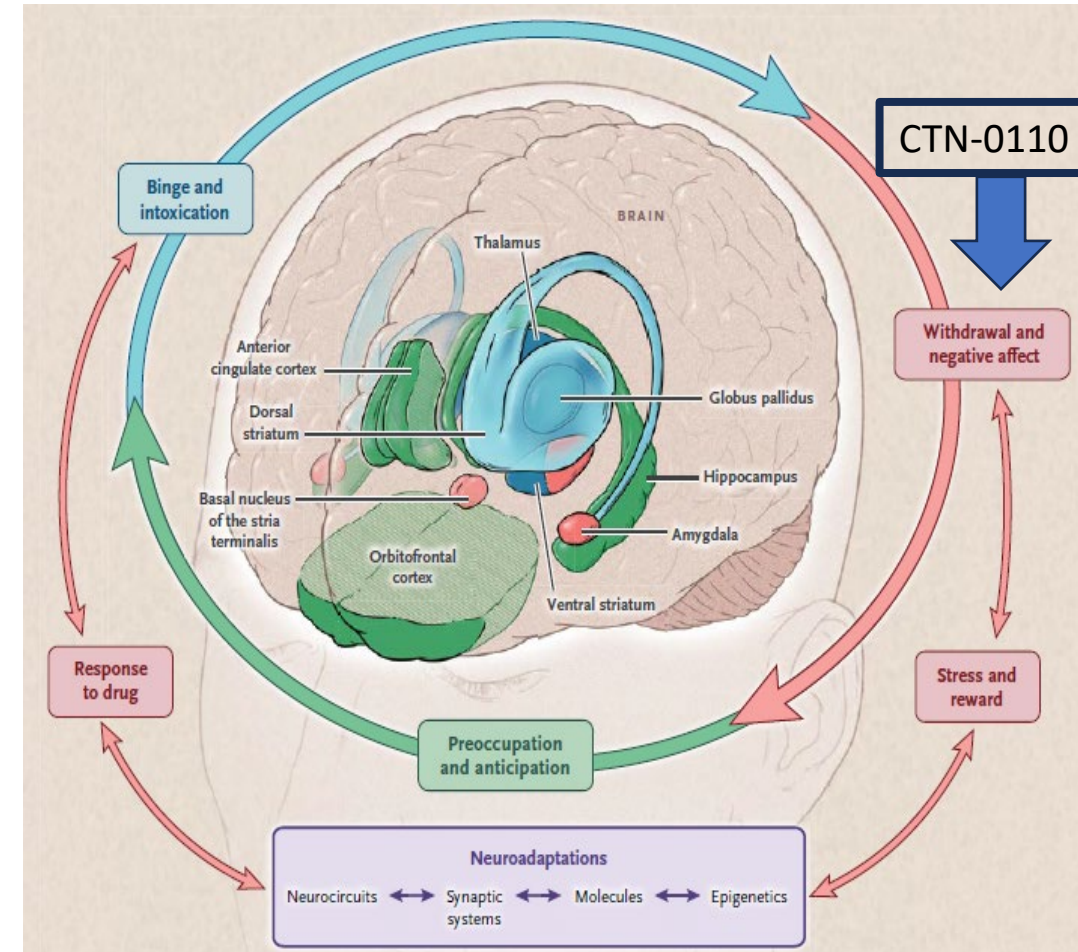 CTN-0110
Binge and
intoxication
BRAIN
Thalamus
Withdrawal and
negative affect
Anterior
cingulate cortex
Globus pallidus
Dorsal
striatum
Hippocampus
Basal nucleus
of the stria
terminalis
Amygdala
Orbitofrontal
cortex
Ventral striatum
Response
to drug
Stress and
reward
Preoccupation
and anticipation
Neuroadaptations
Neurocircuits
Synaptic
systems
Molecules
Epigenetics